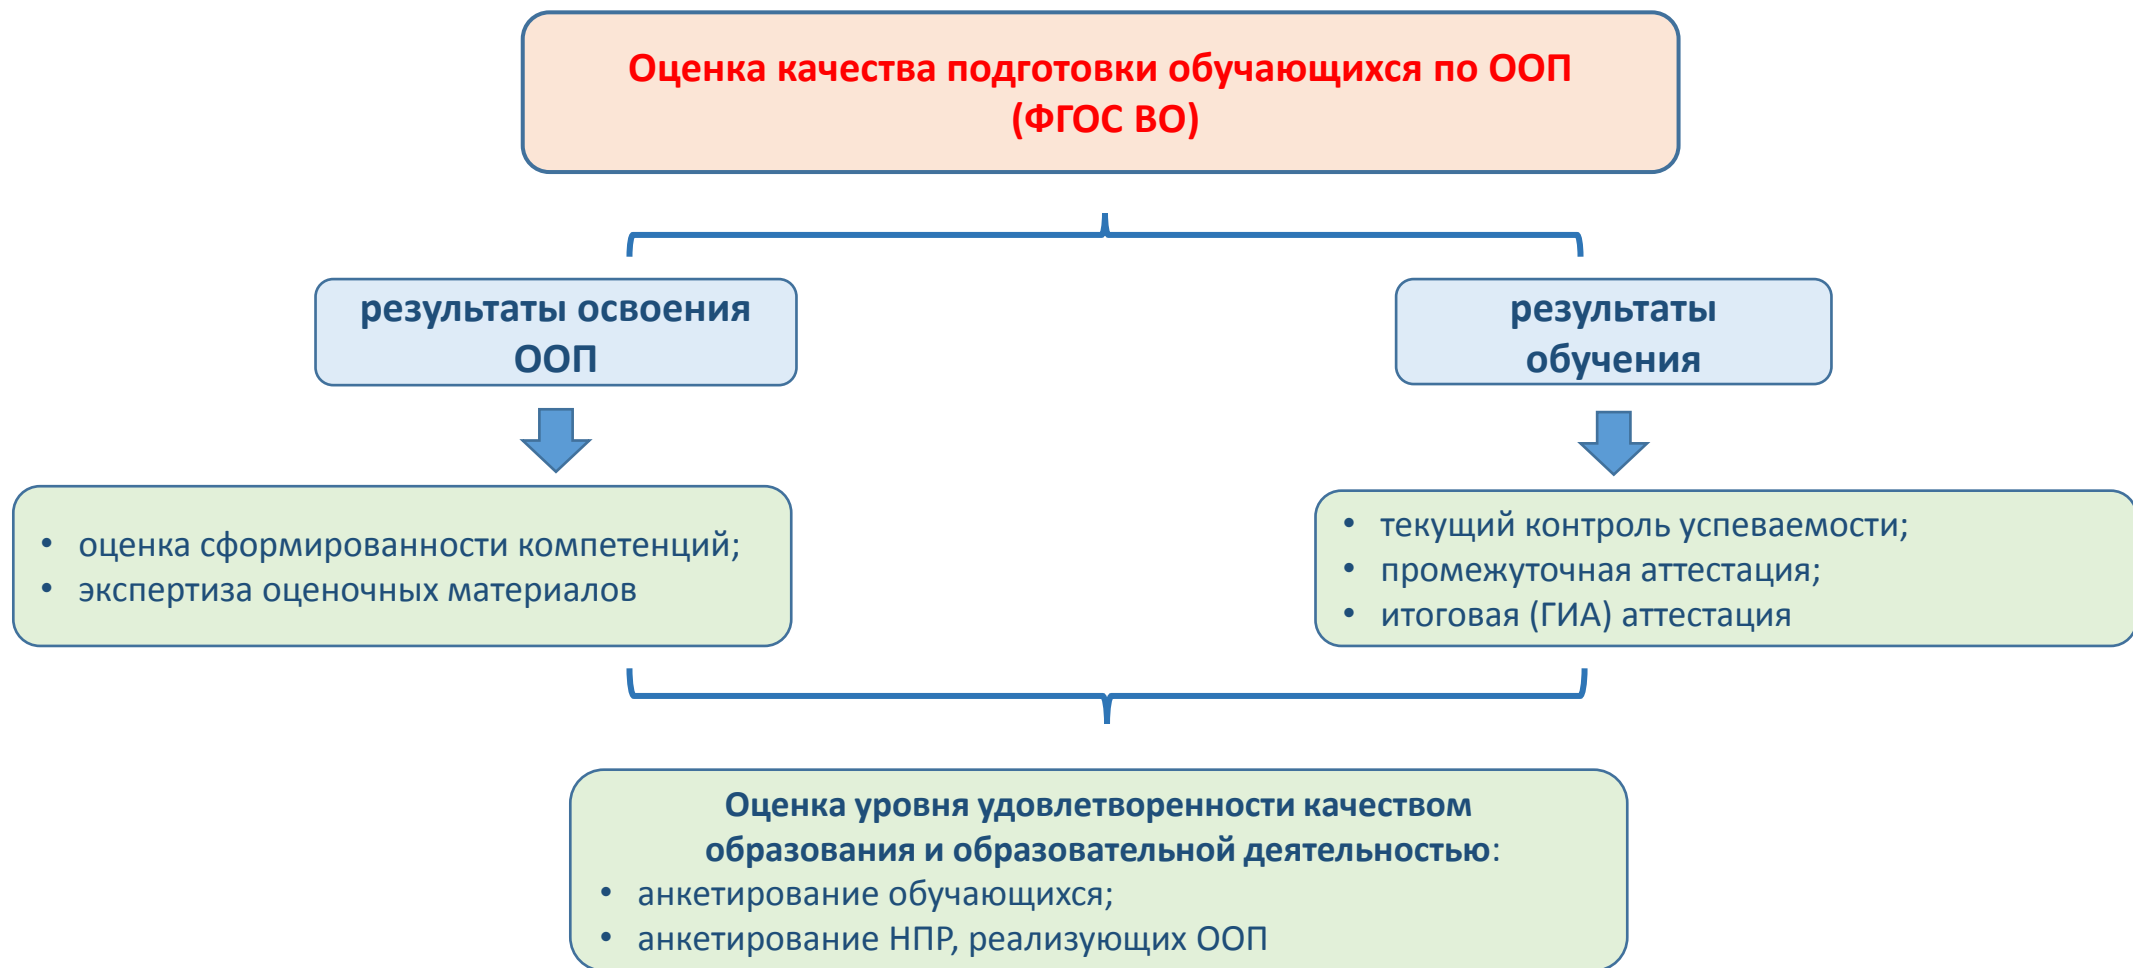 Оценка качества подготовки обучающихся по ООП
(ФГОС ВО)
результаты освоения
ООП
результаты
обучения
• оценка сформированности компетенций;
• экспертиза оценочных материалов
• текущий контроль успеваемости;
• промежуточная аттестация;
• итоговая (ГИА) аттестация
Оценка уровня удовлетворенности качеством
образования и образовательной деятельностью:
• анкетирование обучающихся;
• анкетирование НПР, реализующих ООП